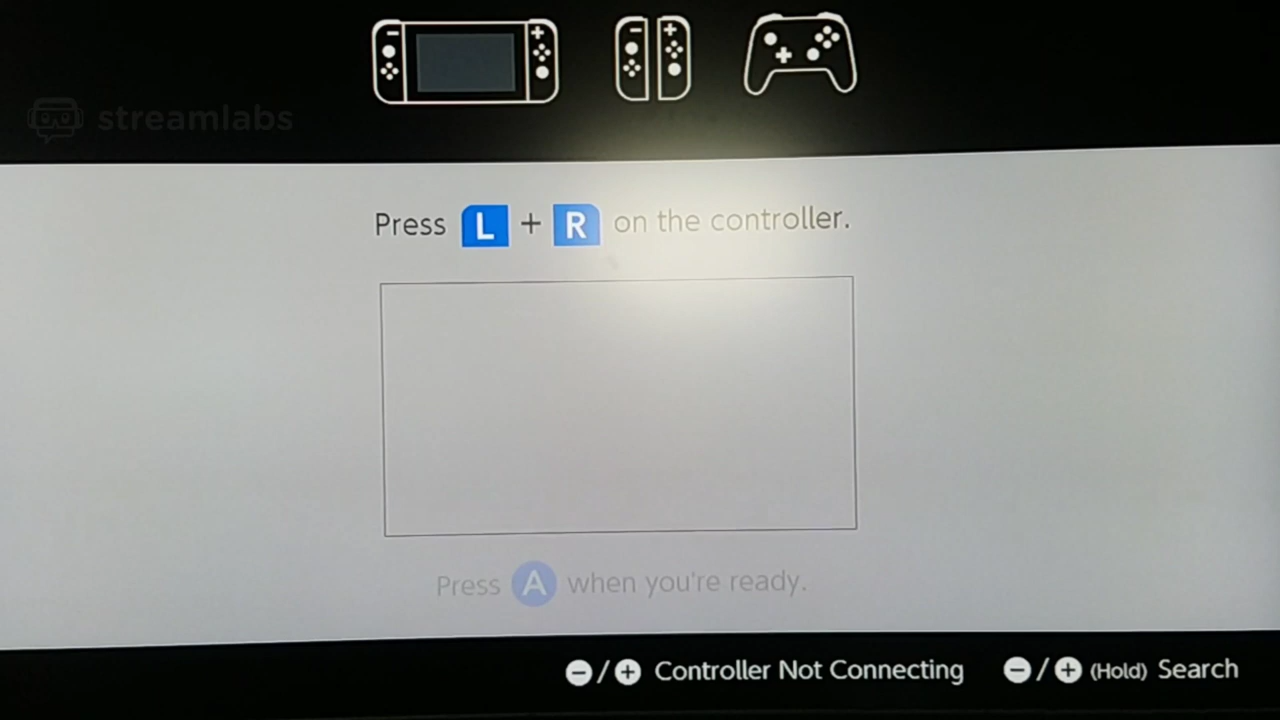 streamlabs
Press L + R on the controller.
Press A when you're ready.
−/+ Controller Not Connecting −/+ (Hold) Search